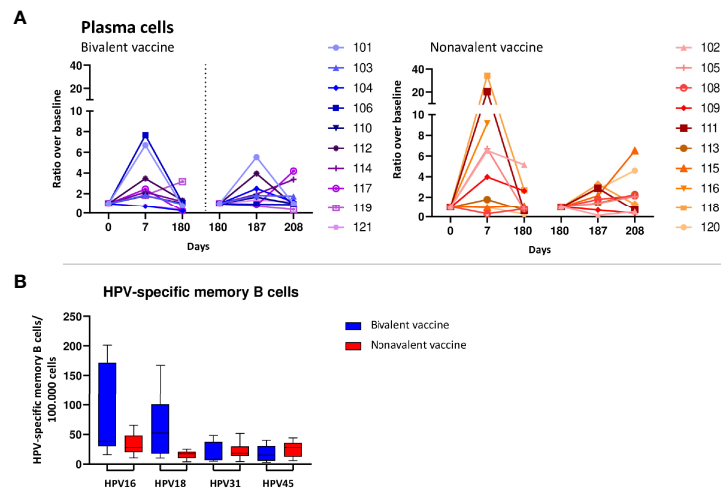 A
Plasma cells
Bivalent vaccine
Nonavalent vaccine
Ratio over baseline
40
20
0
10
8
6
4
2
0
0 7 180 180 187 208
Days
101
103
104
106
110
112
114
117
119
121
Ratio over baseline
40
20
0
10
8
6
4
2
0
0 7 180 180 187 208
Days
102
105
108
109
111
113
115
116
118
120
B
HPV-specific memory B cells
HPV-specific memory B cells/
100.000 cells
250
200
150
100
50
0
HPV16 HPV18 HPV31 HPV45
Bivalent vaccine
Nonavalent vaccine